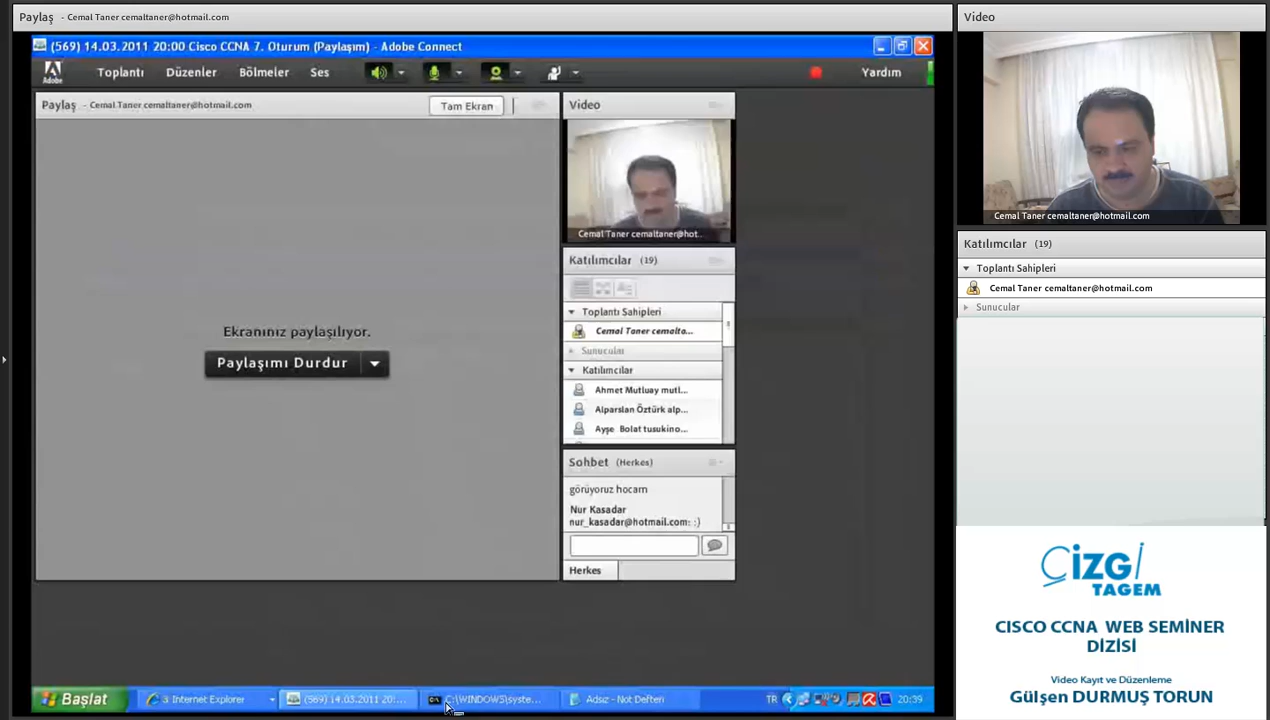 Paylaş - Cemal Taner cemaltaner@hotmail.com
(569) 14.03.2011 20:00 Cisco CCNA 7. Oturum (Paylaşım) - Adobe Connect
Adobe
Toplantı Düzenler Bölmeler Ses Yardım
Paylaş - Cemal Taner cemaltaner@hotmail.com Tam Ekran
Ekranınız paylaşılıyor.
Paylaşımı Durdur
Video
Cemal Taner cemaltaner@hot...
Katılımcılar (19)
Toplantı Sahipleri
Cemal Taner cemalta...
Sunucular
Katılımcılar
Ahmet Mutluay mutl...
Alparslan Öztürk alp...
Ayşe Bolat tusukino...
Sohbet (Herkes)
görüyoruz hocam
Nur Kasadar
nur_kasadar@hotmail.com: :)
Herkes
Başlat 3 Internet Explorer (569) 14.03.2011 20:... C:\WINDOWS\syste... Adsız - Not Defteri TR 20:39
Video
Cemal Taner cemaltaner@hotmail.com
Katılımcılar (19)
Toplantı Sahipleri
Cemal Taner cemaltaner@hotmail.com
Sunucular
ÇİZGİ
TAGEM
CISCO CCNA WEB SEMİNER
DİZİSİ
Video Kayıt ve Düzenleme
Gülşen DURMUŞ TORUN